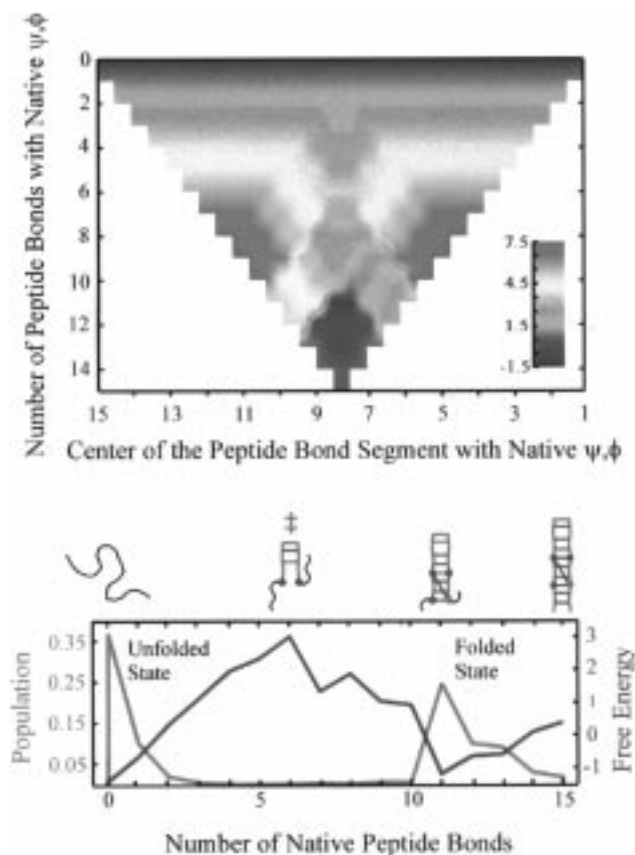 Number of Peptide Bonds with Native ψ,ϕ
0
2
4
6
8
10
12
14
7.5
4.5
1.5
-1.5
15 13 11 9 7 5 3 1
Center of the Peptide Bond Segment with Native ψ,ϕ
‡
Population
0.35
0.25
0.15
0.05
Unfolded State
Folded State
3
2
1
0
-1
Free Energy
0 5 10 15
Number of Native Peptide Bonds